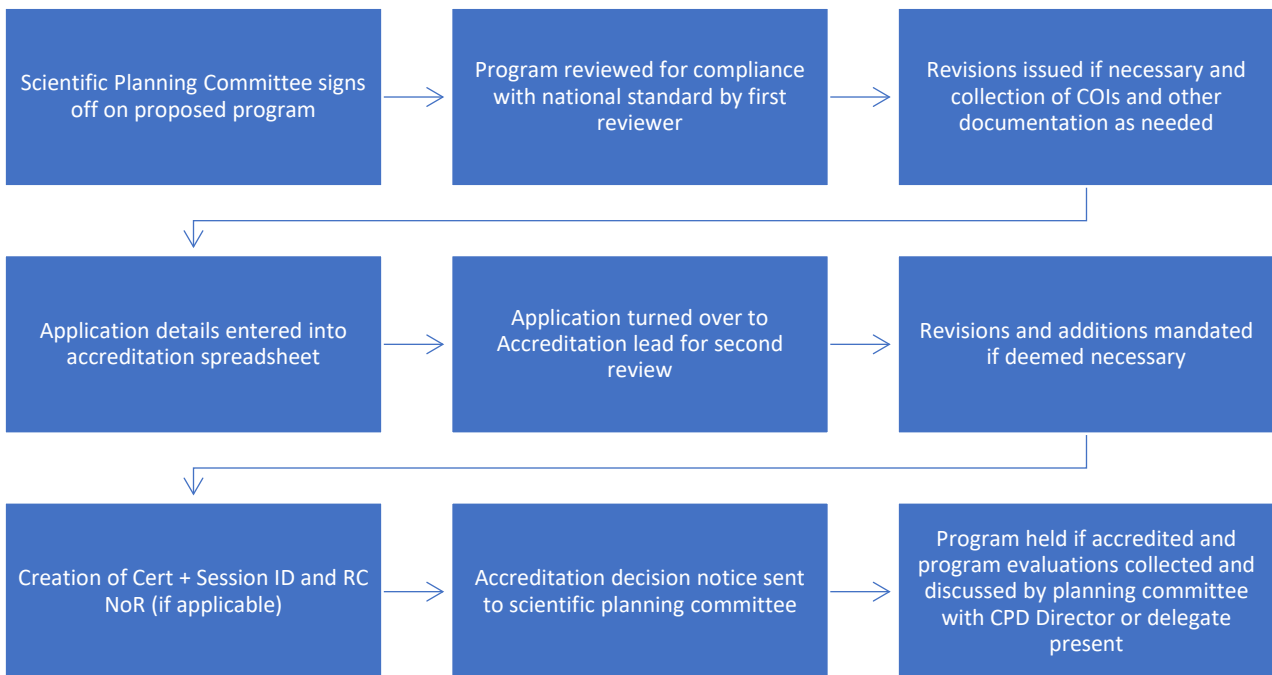 Scientific Planning Committee signs
off on proposed program
Program reviewed for compliance
with national standard by first
reviewer
Revisions issued if necessary and
collection of COIs and other
documentation as needed
Application details entered into
accreditation spreadsheet
Application turned over to
Accreditation lead for second
review
Revisions and additions mandated
if deemed necessary
Creation of Cert + Session ID and RC
NoR (if applicable)
Accreditation decision notice sent
to scientific planning committee
Program held if accredited and
program evaluations collected and
discussed by planning committee
with CPD Director or delegate
present